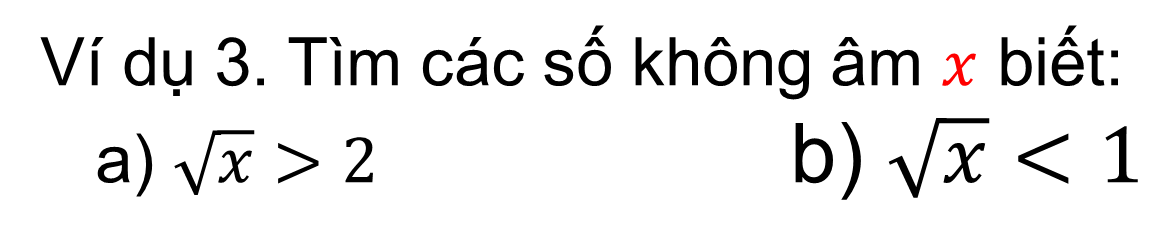 Ví dụ 3. Tìm các số không âm x biết:
a) √x > 2 b) √x < 1